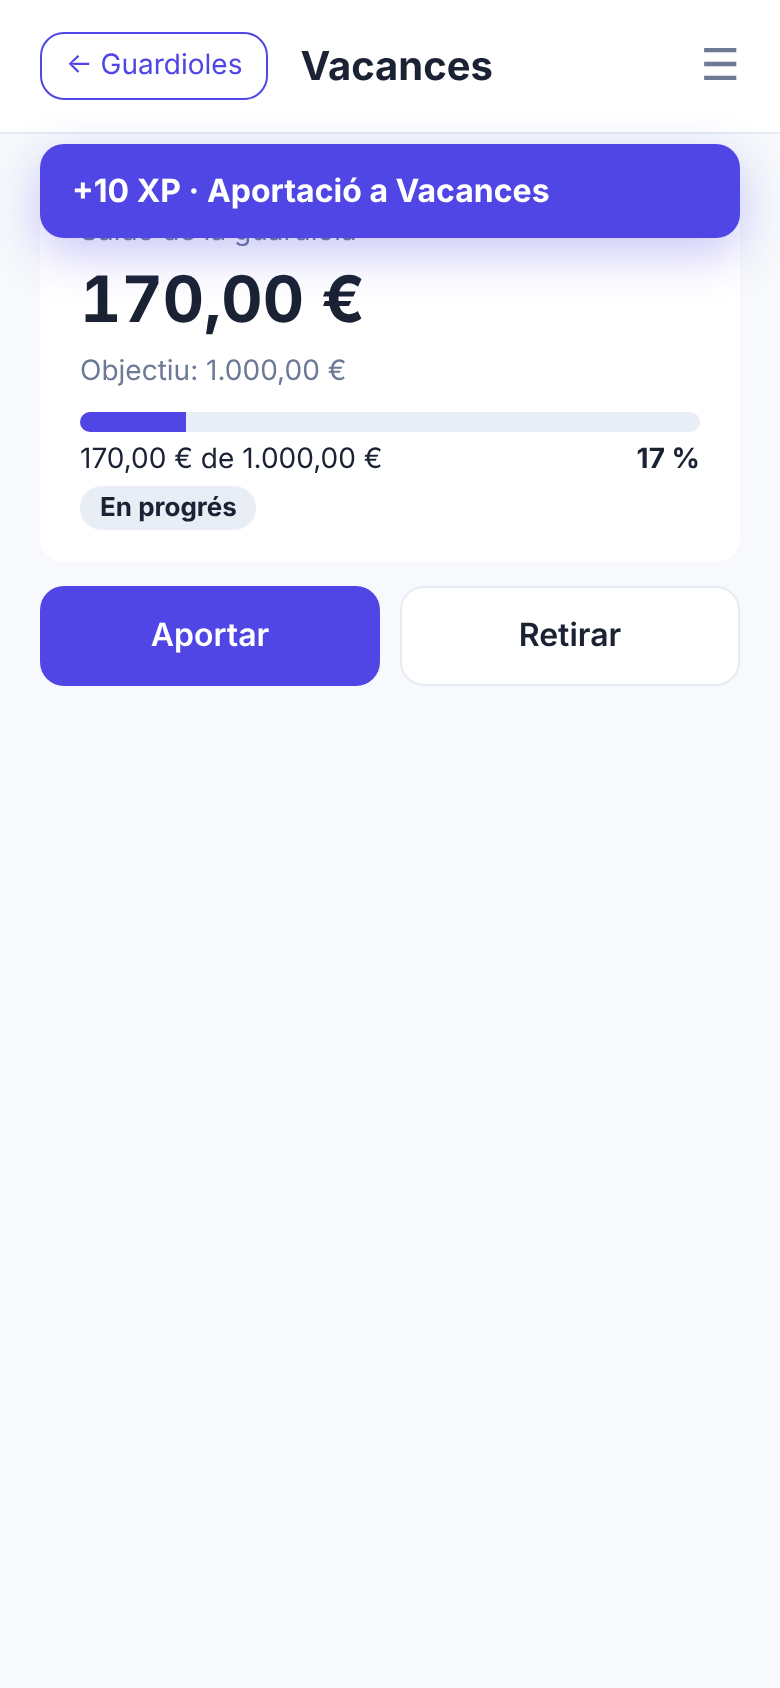 ← Guardioles
Vacances
+10 XP · Aportació a Vacances
170,00 €
Objectiu: 1.000,00 €
170,00 € de 1.000,00 €
17 %
En progrés
Aportar
Retirar